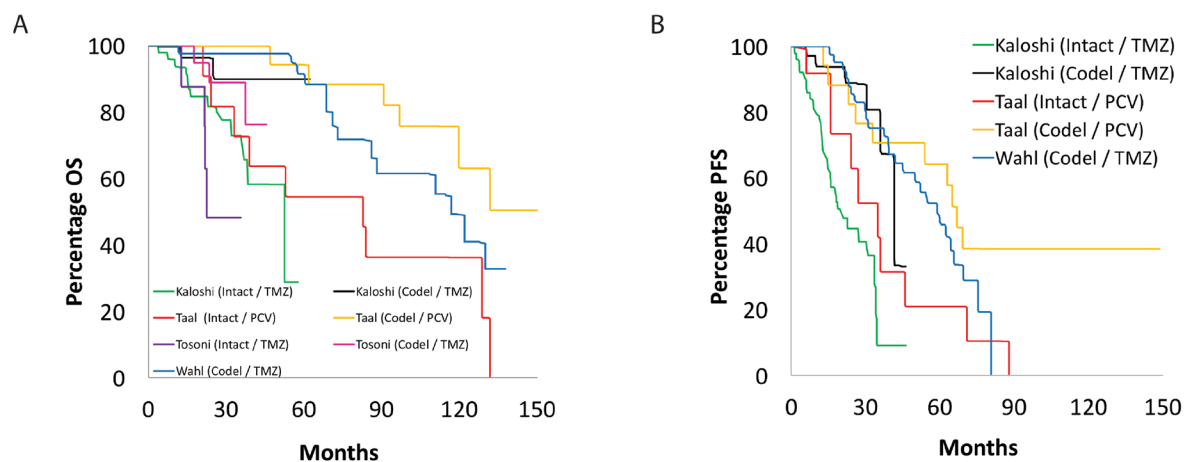 A
Percentage OS
100
80
60
40
20
0
0 30 60 90 120 150
Months
Kaloshi (Intact / TMZ) Kaloshi (Codel / TMZ)
Taal (Intact / PCV) Taal (Codel / PCV)
Tosoni (Intact / TMZ) Tosoni (Codel / TMZ)
Wahl (Codel / TMZ)
B
Percentage PFS
100
80
60
40
20
0
0 30 60 90 120 150
Months
Kaloshi (Intact / TMZ)
Kaloshi (Codel / TMZ)
Taal (Intact / PCV)
Taal (Codel / PCV)
Wahl (Codel / TMZ)